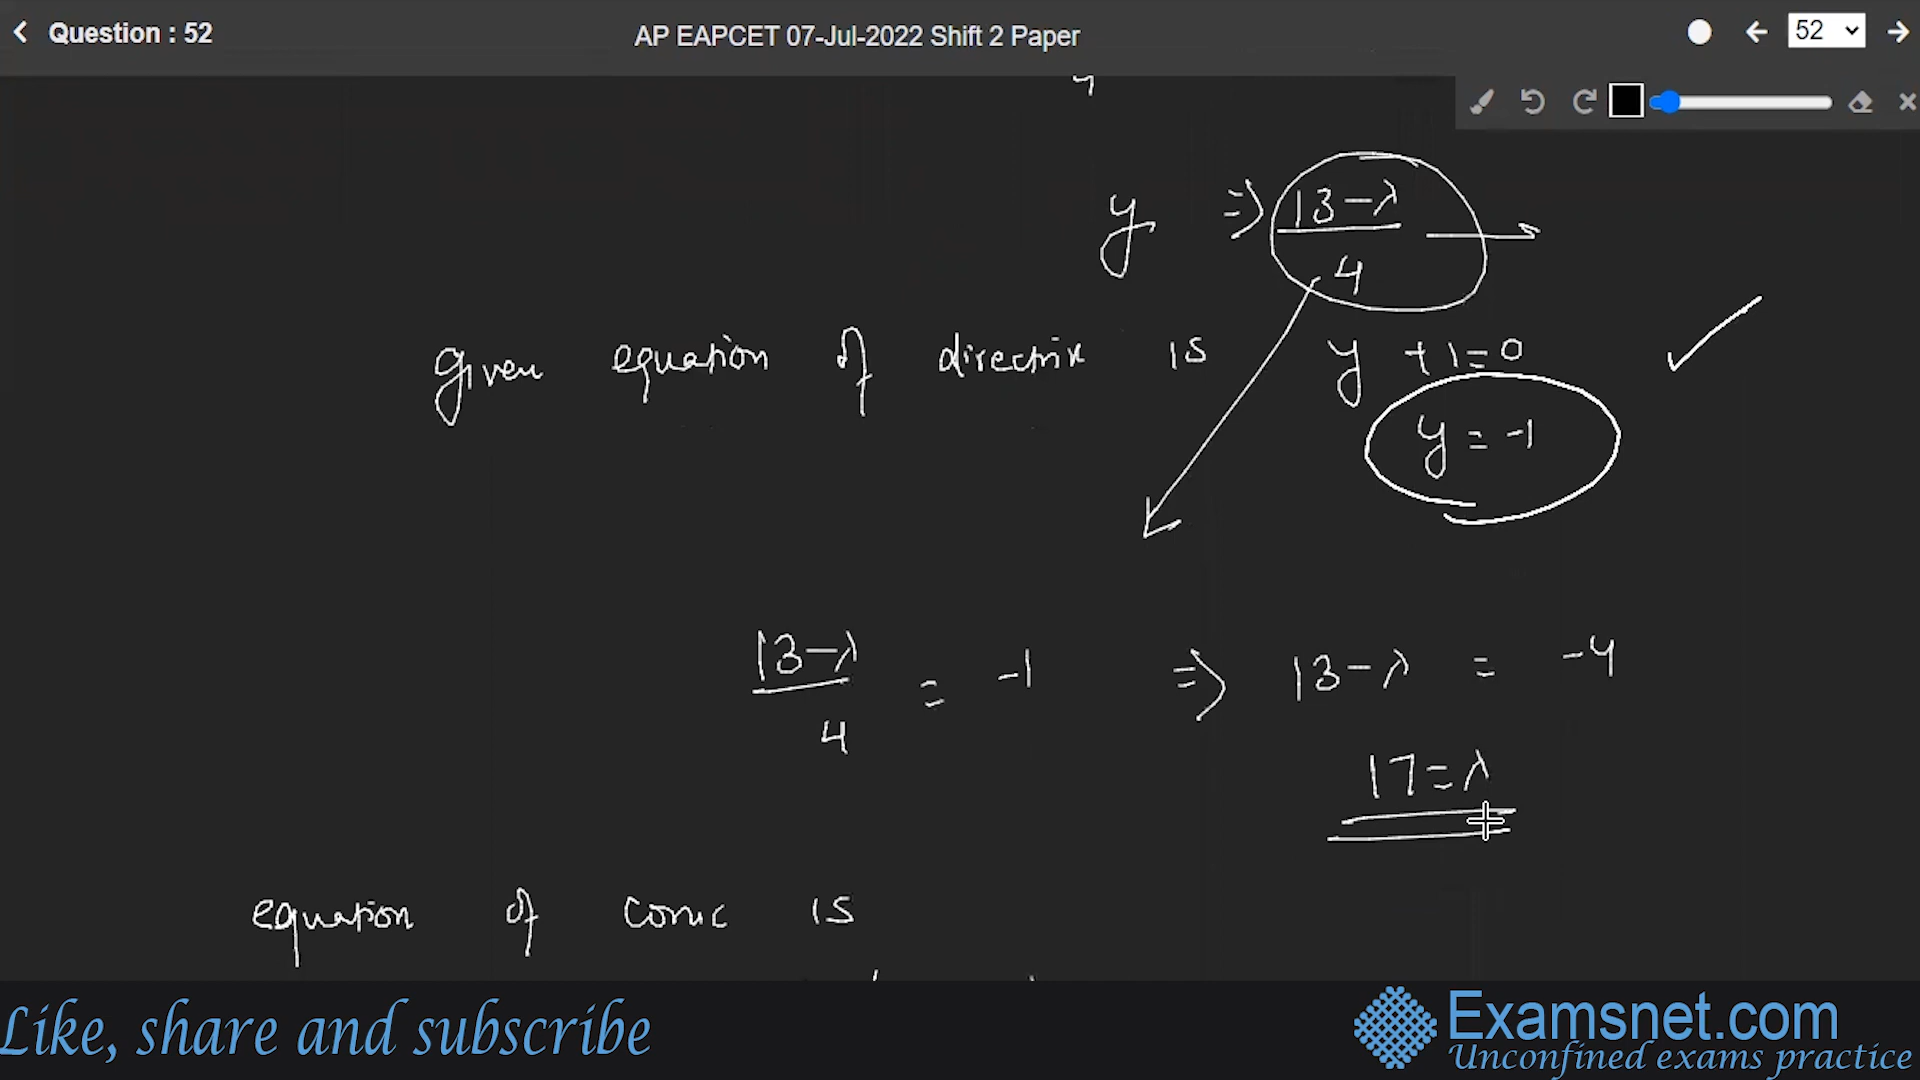 Question : 52
AP EAPCET 07-Jul-2022 Shift 2 Paper
52
y ⇒ 13-λ
4
given equation of directrix is y +1=0
y = -1
13-λ
4 = -1 ⇒ 13-λ = -4
17=λ
equation of conic is
Like, share and subscribe
Examsnet.com
Unconfined exams practice